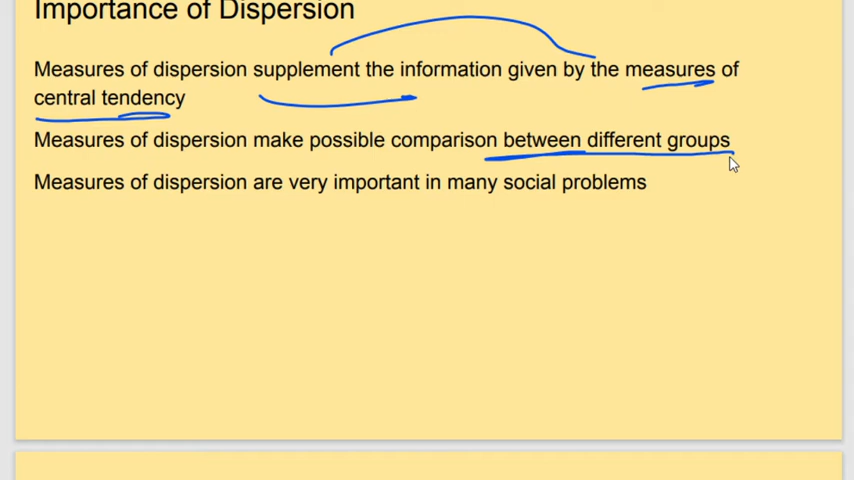 Importance of Dispersion
Measures of dispersion supplement the information given by the measures of
central tendency
Measures of dispersion make possible comparison between different groups
Measures of dispersion are very important in many social problems